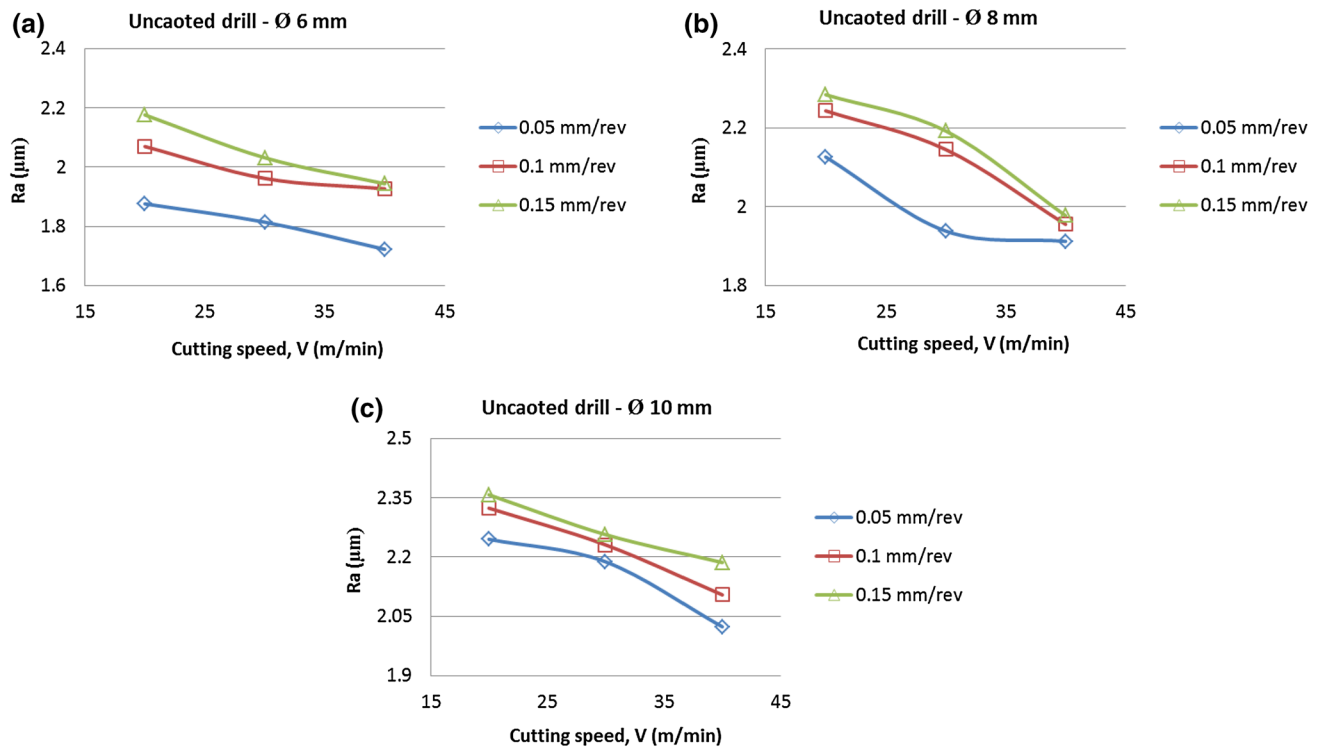 (a)
Uncaoted drill - Ø 6 mm
2.4
2.2
2
1.8
1.6
Ra (µm)
15
25
35
45
Cutting speed, V (m/min)
0.05 mm/rev
0.1 mm/rev
0.15 mm/rev
(b)
Uncaoted drill - Ø 8 mm
2.4
2.2
2
1.8
Ra (µm)
15
25
35
45
Cutting speed, V (m/min)
0.05 mm/rev
0.1 mm/rev
0.15 mm/rev
(c)
Uncaoted drill - Ø 10 mm
2.5
2.35
2.2
2.05
1.9
Ra (µm)
15
25
35
45
Cutting speed, V (m/min)
0.05 mm/rev
0.1 mm/rev
0.15 mm/rev